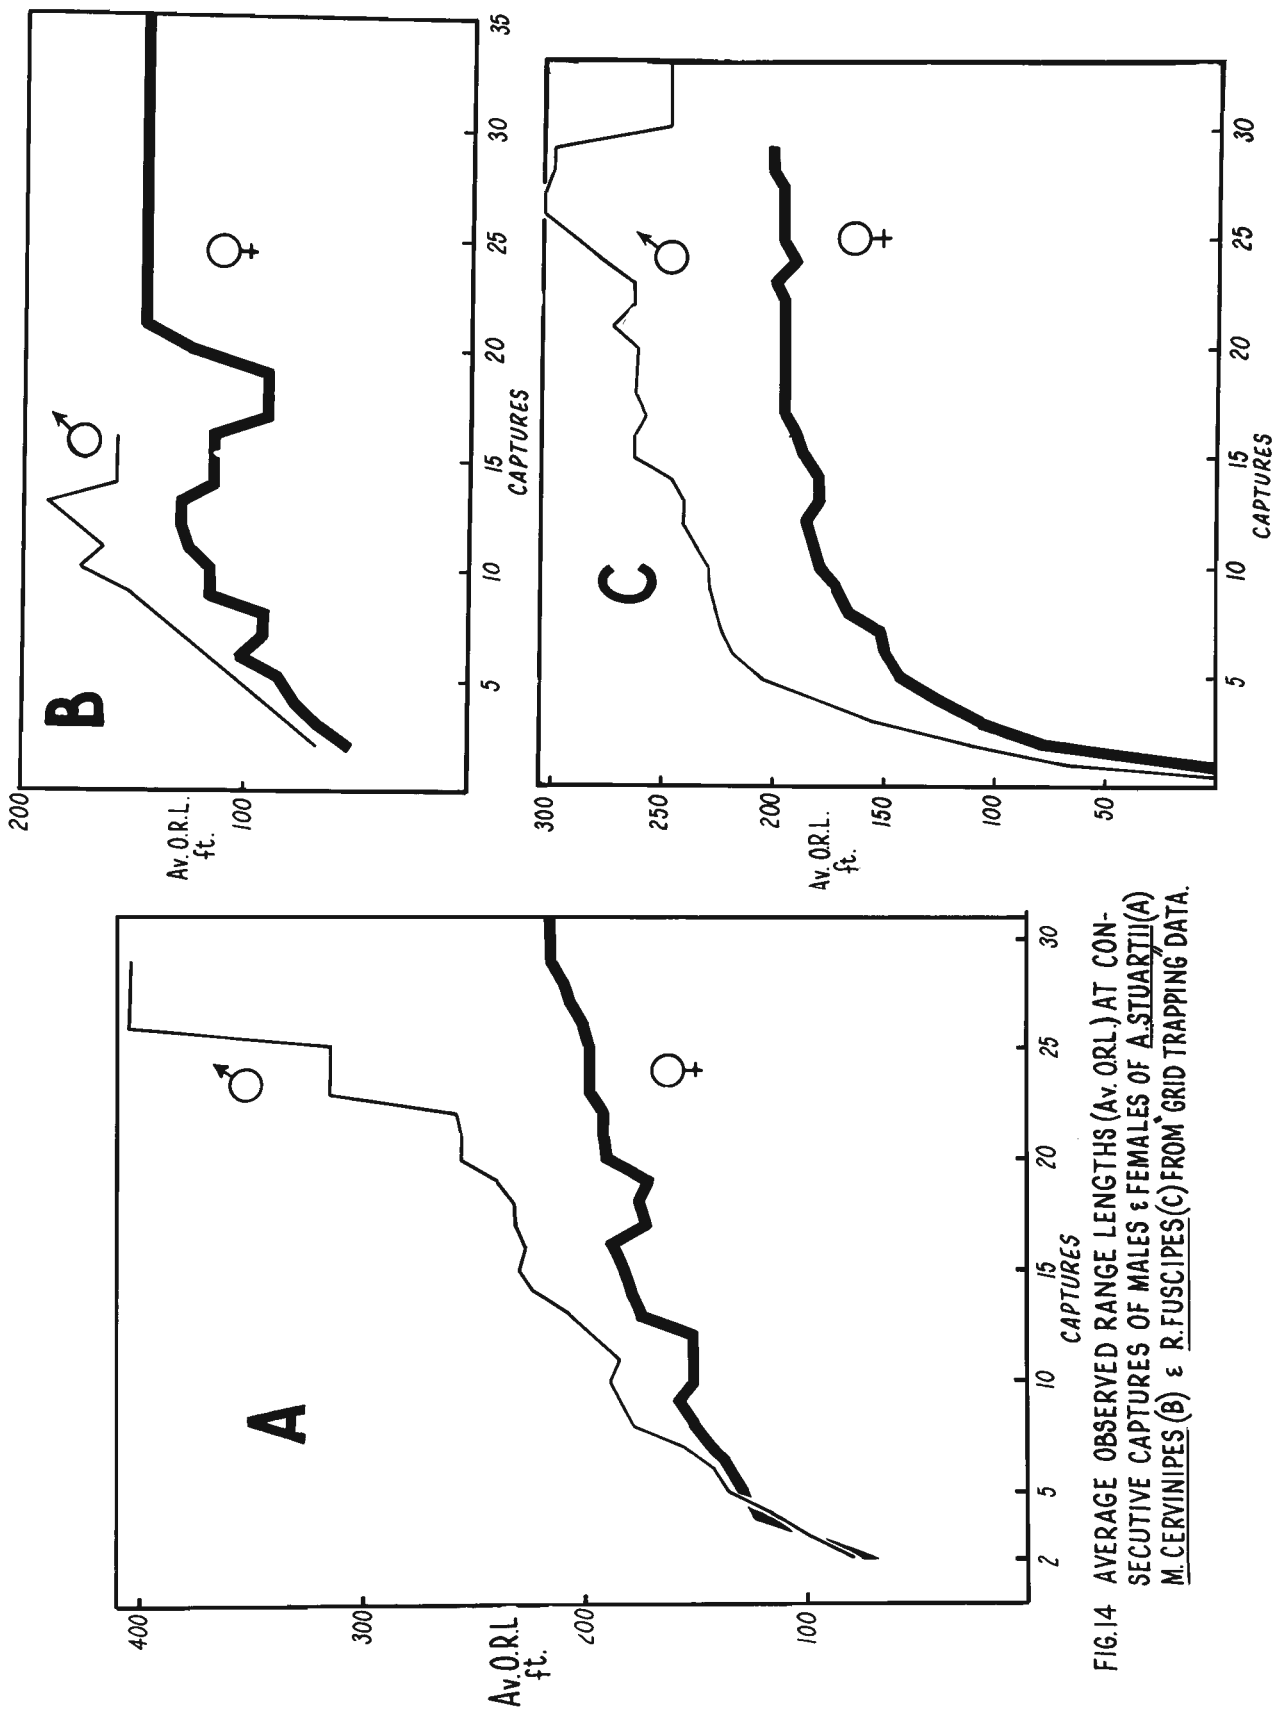 A
400
300
200
100
Av. O.R.L
ft.
2
5
10
15
20
25
30
CAPTURES
♂
♀
B
200
100
Av. O.R.L.
ft.
5
10
15
20
25
30
35
CAPTURES
♂
♀
C
300
250
200
150
100
50
Av. O.R.L.
ft.
5
10
15
20
25
30
CAPTURES
♂
♀
FIG.14 AVERAGE OBSERVED RANGE LENGTHS (Av. O.R.L.) AT CON-
SECUTIVE CAPTURES OF MALES & FEMALES OF A.STUARTII(A)
M.CERVINIPES (B) & R.FUSCIPES(C) FROM "GRID TRAPPING" DATA.